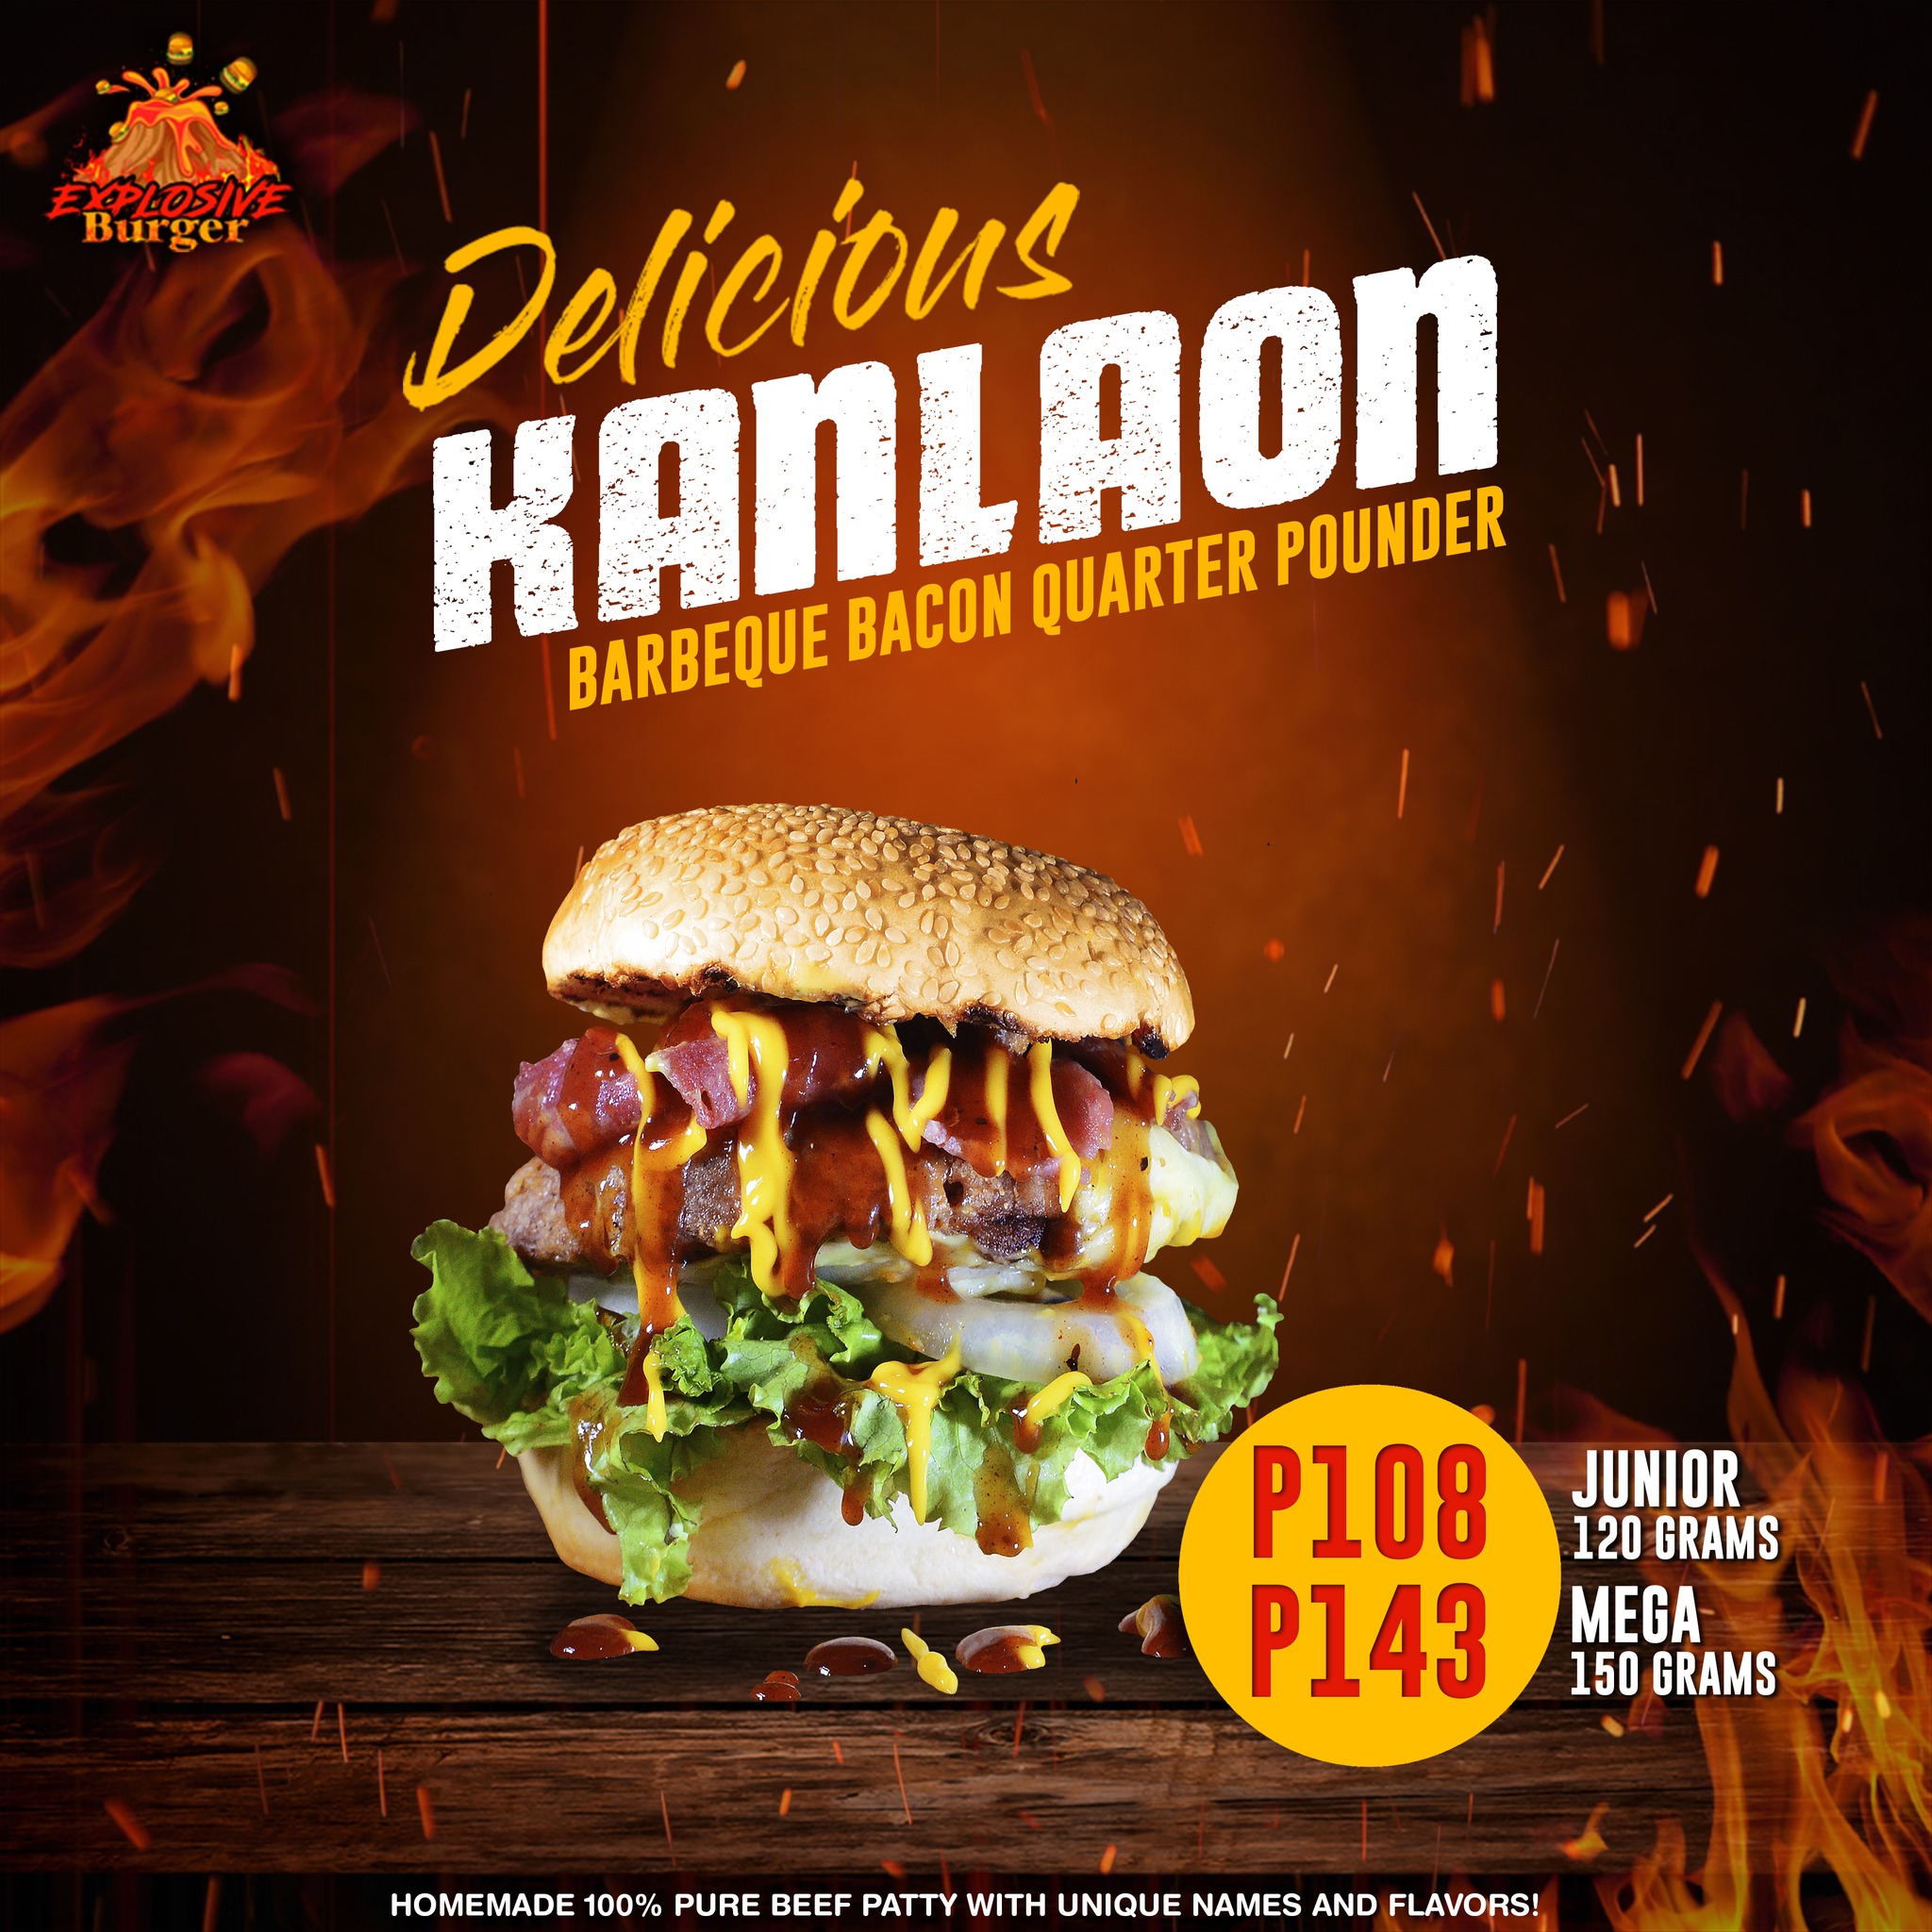 EXPLOSIVE
Burger
Delicious
KANLAON
BARBEQUE BACON QUARTER POUNDER
P108
JUNIOR
120 GRAMS
P143
MEGA
150 GRAMS
HOMEMADE 100% PURE BEEF PATTY WITH UNIQUE NAMES AND FLAVORS!